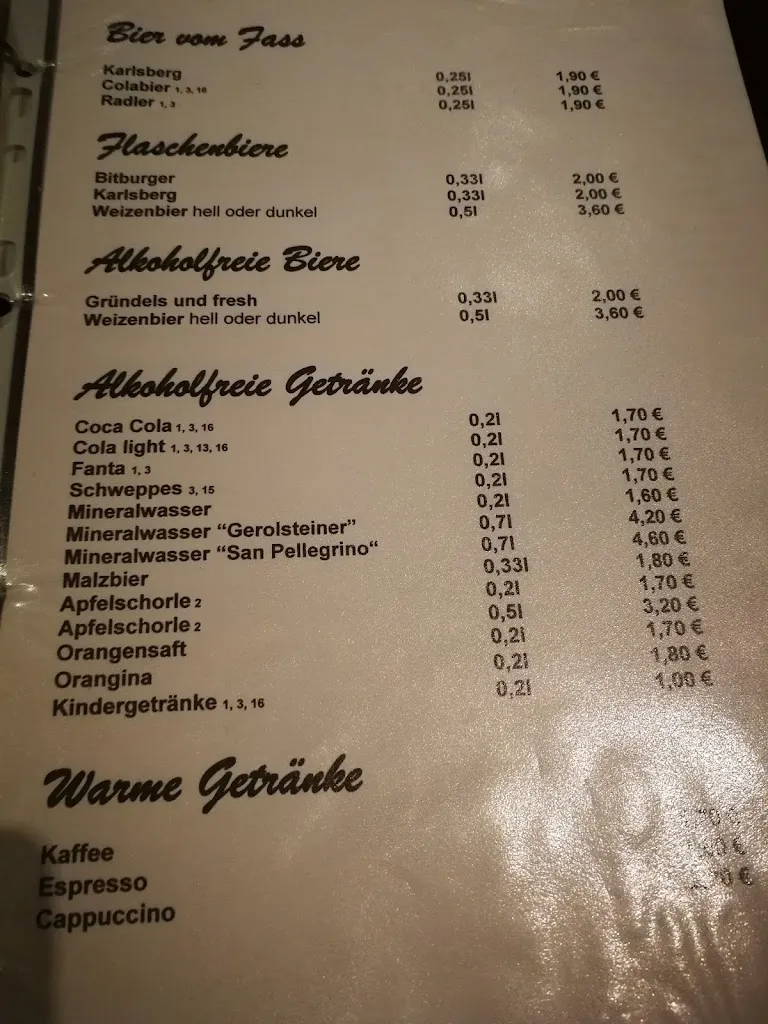 Bier vom Fass
Karlsberg 0,25l 1,90 €
Colabier 1, 3, 16 0,25l 1,90 €
Radler 1, 3 0,25l 1,90 €
Flaschenbiere
Bitburger 0,33l 2,00 €
Karlsberg 0,33l 2,00 €
Weizenbier hell oder dunkel 0,5l 3,60 €
Alkoholfreie Biere
Gründels und fresh 0,33l 2,00 €
Weizenbier hell oder dunkel 0,5l 3,60 €
Alkoholfreie Getränke
Coca Cola 1, 3, 16 0,2l 1,70 €
Cola light 1, 3, 13, 16 0,2l 1,70 €
Fanta 1, 3 0,2l 1,70 €
Schweppes 3, 15 0,2l 1,70 €
Mineralwasser 0,2l 1,60 €
Mineralwasser “Gerolsteiner” 0,7l 4,20 €
Mineralwasser “San Pellegrino“ 0,7l 4,60 €
Malzbier 0,33l 1,80 €
Apfelschorle 2 0,2l 1,70 €
Apfelschorle 2 0,5l 3,20 €
Orangensaft 0,2l 1,70 €
Orangina 0,2l 1,80 €
Kindergetränke 1, 3, 16 0,2l 1,00 €
Warme Getränke
Kaffee
Espresso €
Cappuccino €